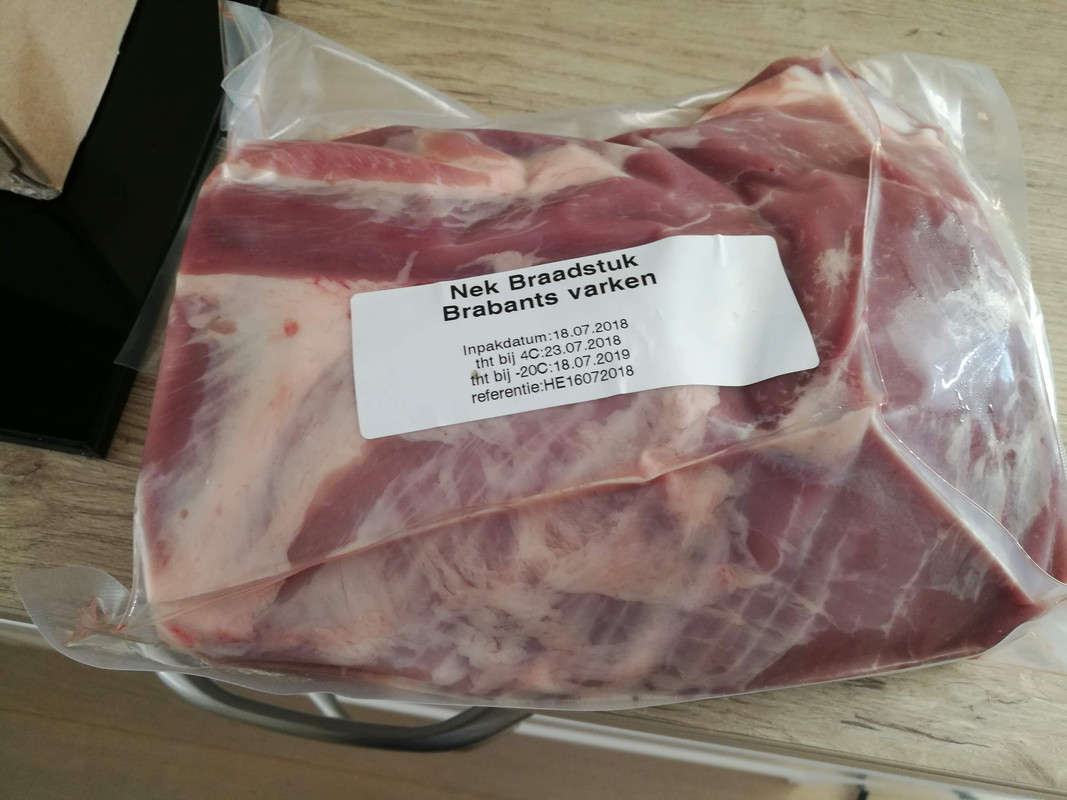 Nek Braadstuk
Brabants varken
Inpakdatum:18.07.2018
tht bij 4C:23.07.2018
tht bij -20C:18.07.2019
referentie:HE16072018